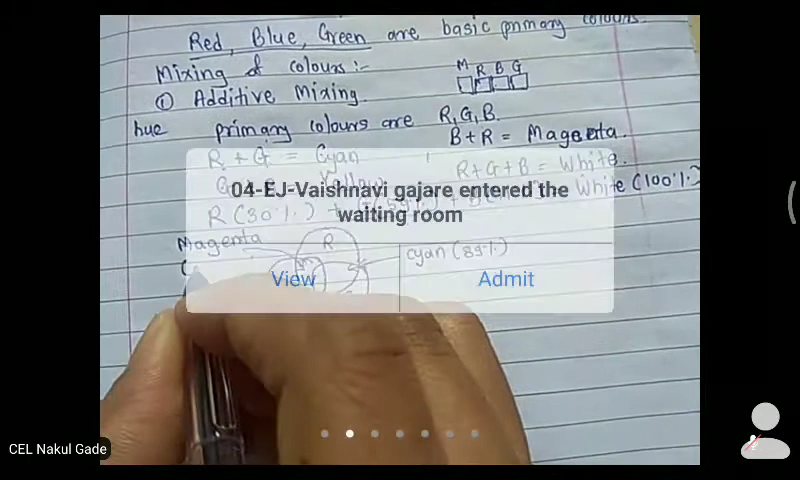 Red, Blue, Green are basic primary colours.
Mixing of colours :-
M R B G
① Additive Mixing.
hue primary colours are R, G, B.
B + R = Magenta.
R + G = Cyan
R + G + B = White.
Yellow
R (30%) + G (59%) + B White (100%)
Magenta
R
cyan (89%)
(
04-EJ-Vaishnavi gajare entered the
waiting room
View
Admit
CEL Nakul Gade